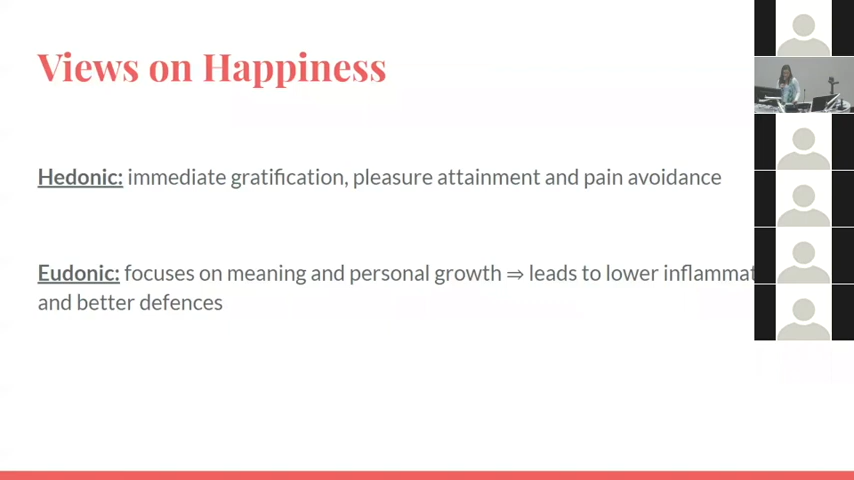 Views on Happiness
Hedonic: immediate gratification, pleasure attainment and pain avoidance
Eudonic: focuses on meaning and personal growth ⇒ leads to lower inflammat
and better defences